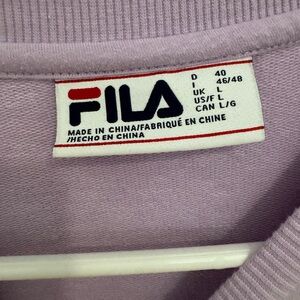 FILA
D 40
I 46/48
UK L
US/F L
CAN L/G
MADE IN CHINA/FABRIQUÉ EN CHINE
/HECHO EN CHINA